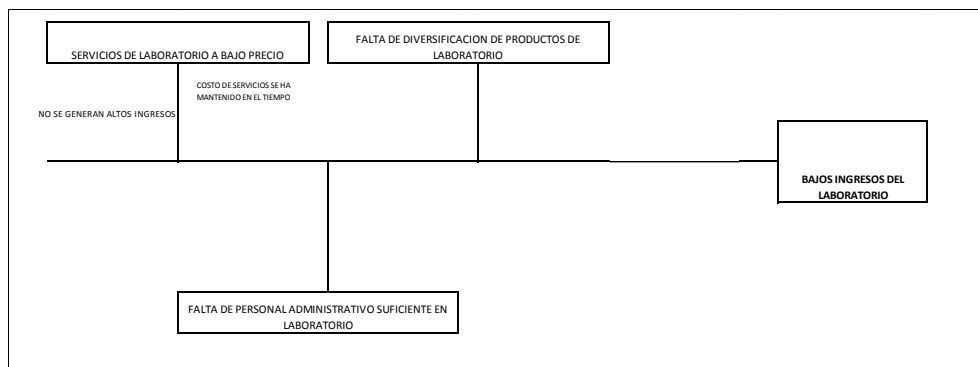 SERVICIOS DE LABORATORIO A BAJO PRECIO
FALTA DE DIVERSIFICACION DE PRODUCTOS DE
LABORATORIO
COSTO DE SERVICIOS SE HA
MANTENIDO EN EL TIEMPO
NO SE GENERAN ALTOS INGRESOS
BAJOS INGRESOS DEL
LABORATORIO
FALTA DE PERSONAL ADMINISTRATIVO SUFICIENTE EN
LABORATORIO